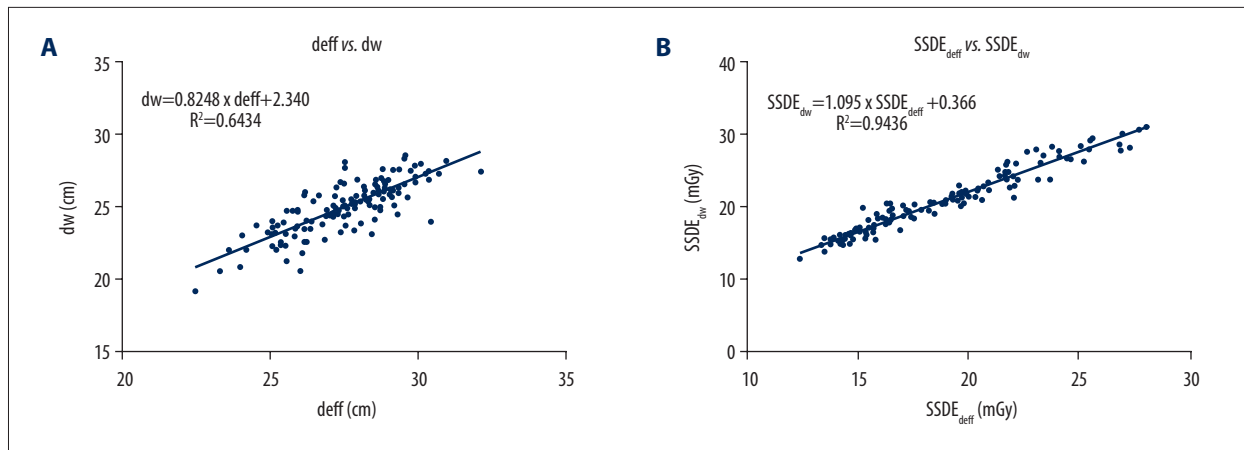 A
deff vs. dw
35
30
25
20
15
dw (cm)
dw=0.8248 x deff+2.340
R²=0.6434
20 25 30 35
deff (cm)
B
SSDEdeff vs. SSDEdw
40
30
20
10
0
SSDEdw (mGy)
SSDEdw=1.095 x SSDEdeff +0.366
R²=0.9436
10 15 20 25 30
SSDEdeff (mGy)